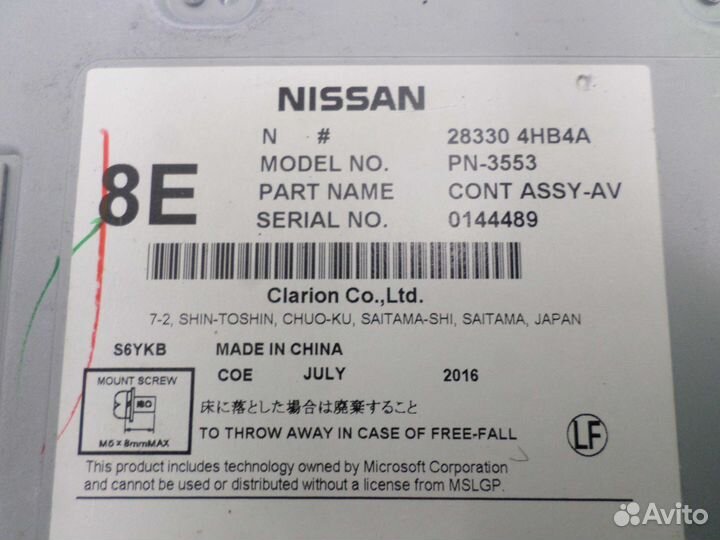 NISSAN
N # 28330 4HB4A
8E
MODEL NO. PN-3553
PART NAME CONT ASSY-AV
SERIAL NO. 0144489
Clarion Co.,Ltd.
7-2, SHIN-TOSHIN, CHUO-KU, SAITAMA-SHI, SAITAMA, JAPAN
S6YKB MADE IN CHINA
COE JULY 2016
MOUNT SCREW
M5 × 8mmMAX
床に落とした場合は廃棄すること
TO THROW AWAY IN CASE OF FREE-FALL
LF
This product includes technology owned by Microsoft Corporation
and cannot be used or distributed without a license from MSLGP.
Avito